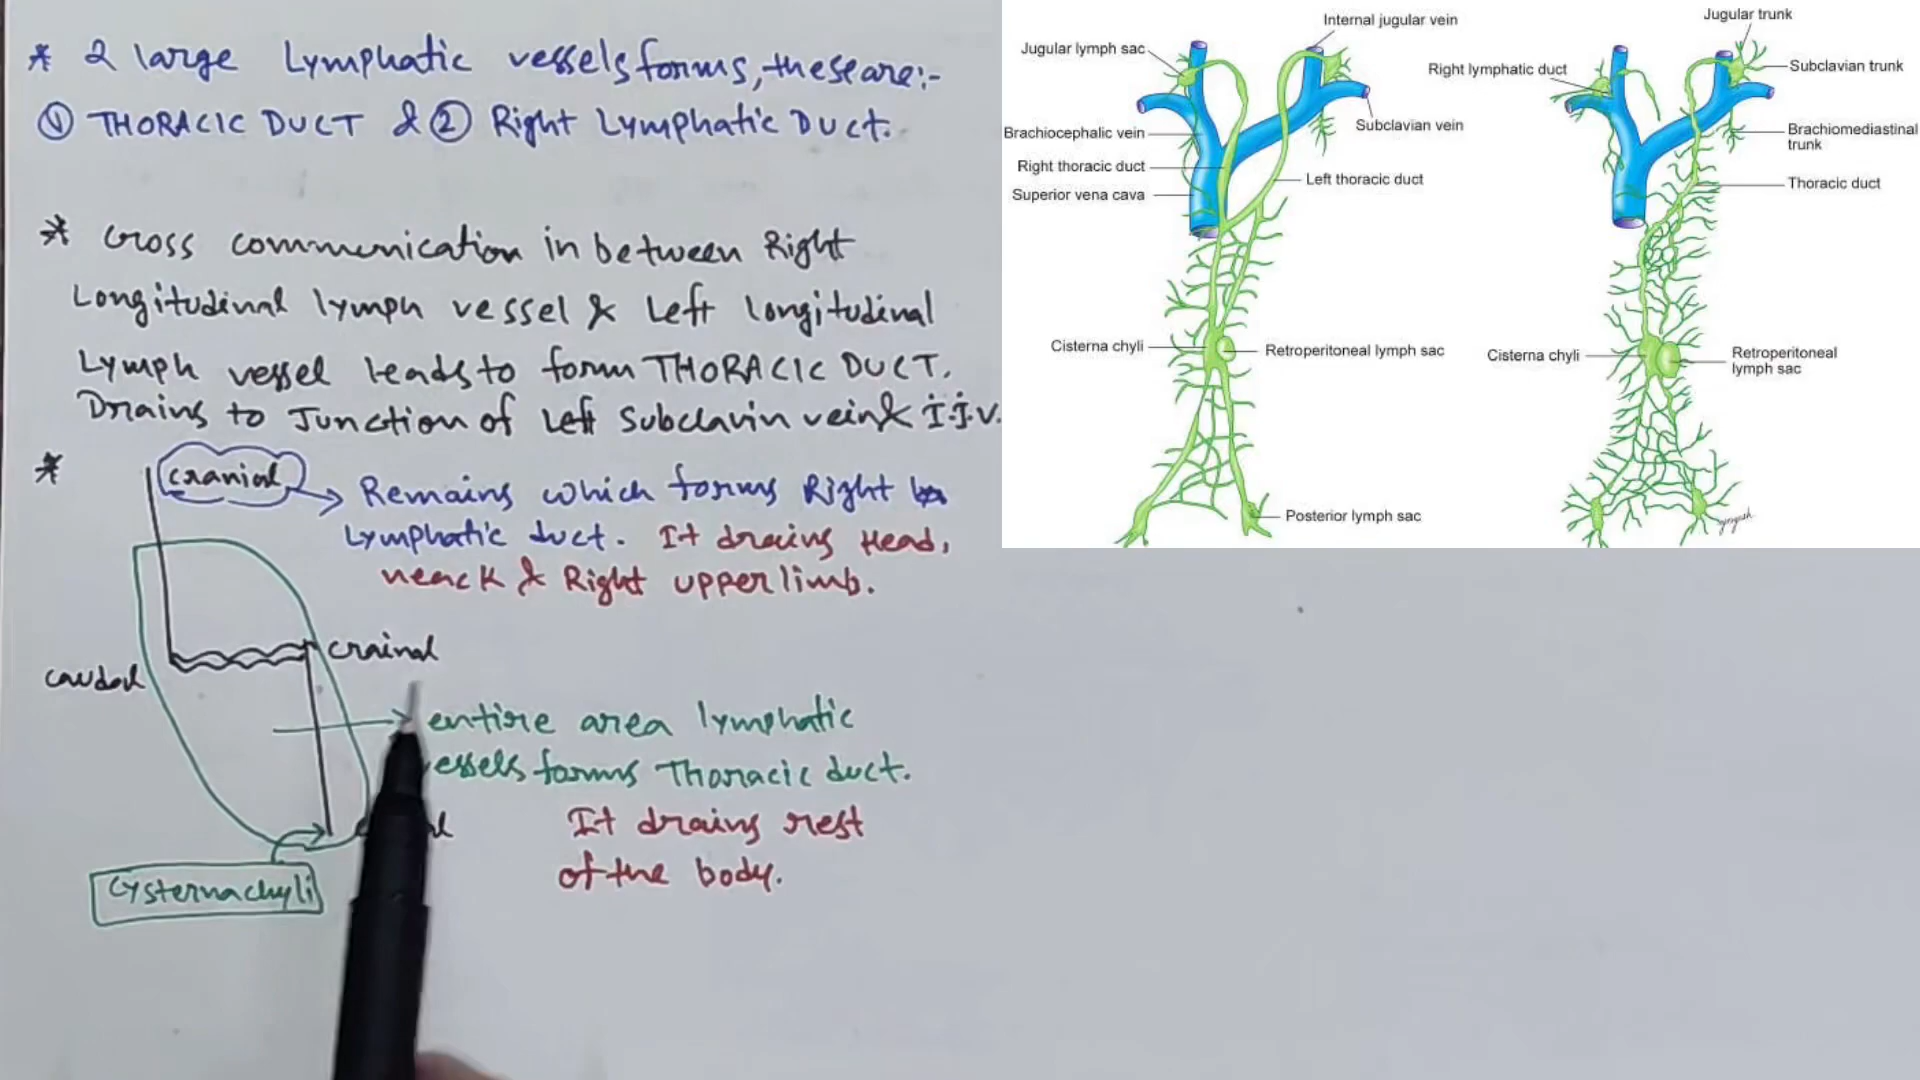 * 2 large Lymphatic vessels forms, these are:-
① THORACIC DUCT & ② Right Lymphatic Duct.
* Cross communication in between Right
Longitudinal lymph vessel & Left longitudinal
Lymph vessel leads to form THORACIC DUCT.
Drains to Junction of Left Subclavin vein & I.J.V.
* cranial Remains which forms Right
Lymphatic duct. It drains Head,
neack & Right upper limb.
crainal
caudal
entire area lymphatic
essels forms Thoracic duct.
It drains rest
of the body.
Cysternachyli
Internal jugular vein
Jugular lymph sac
Subclavian vein
Brachiocephalic vein
Right thoracic duct
Left thoracic duct
Superior vena cava
Cisterna chyli
Retroperitoneal lymph sac
Posterior lymph sac
Jugular trunk
Right lymphatic duct
Subclavian trunk
Brachiomediastinal
trunk
Thoracic duct
Cisterna chyli
Retroperitoneal
lymph sac